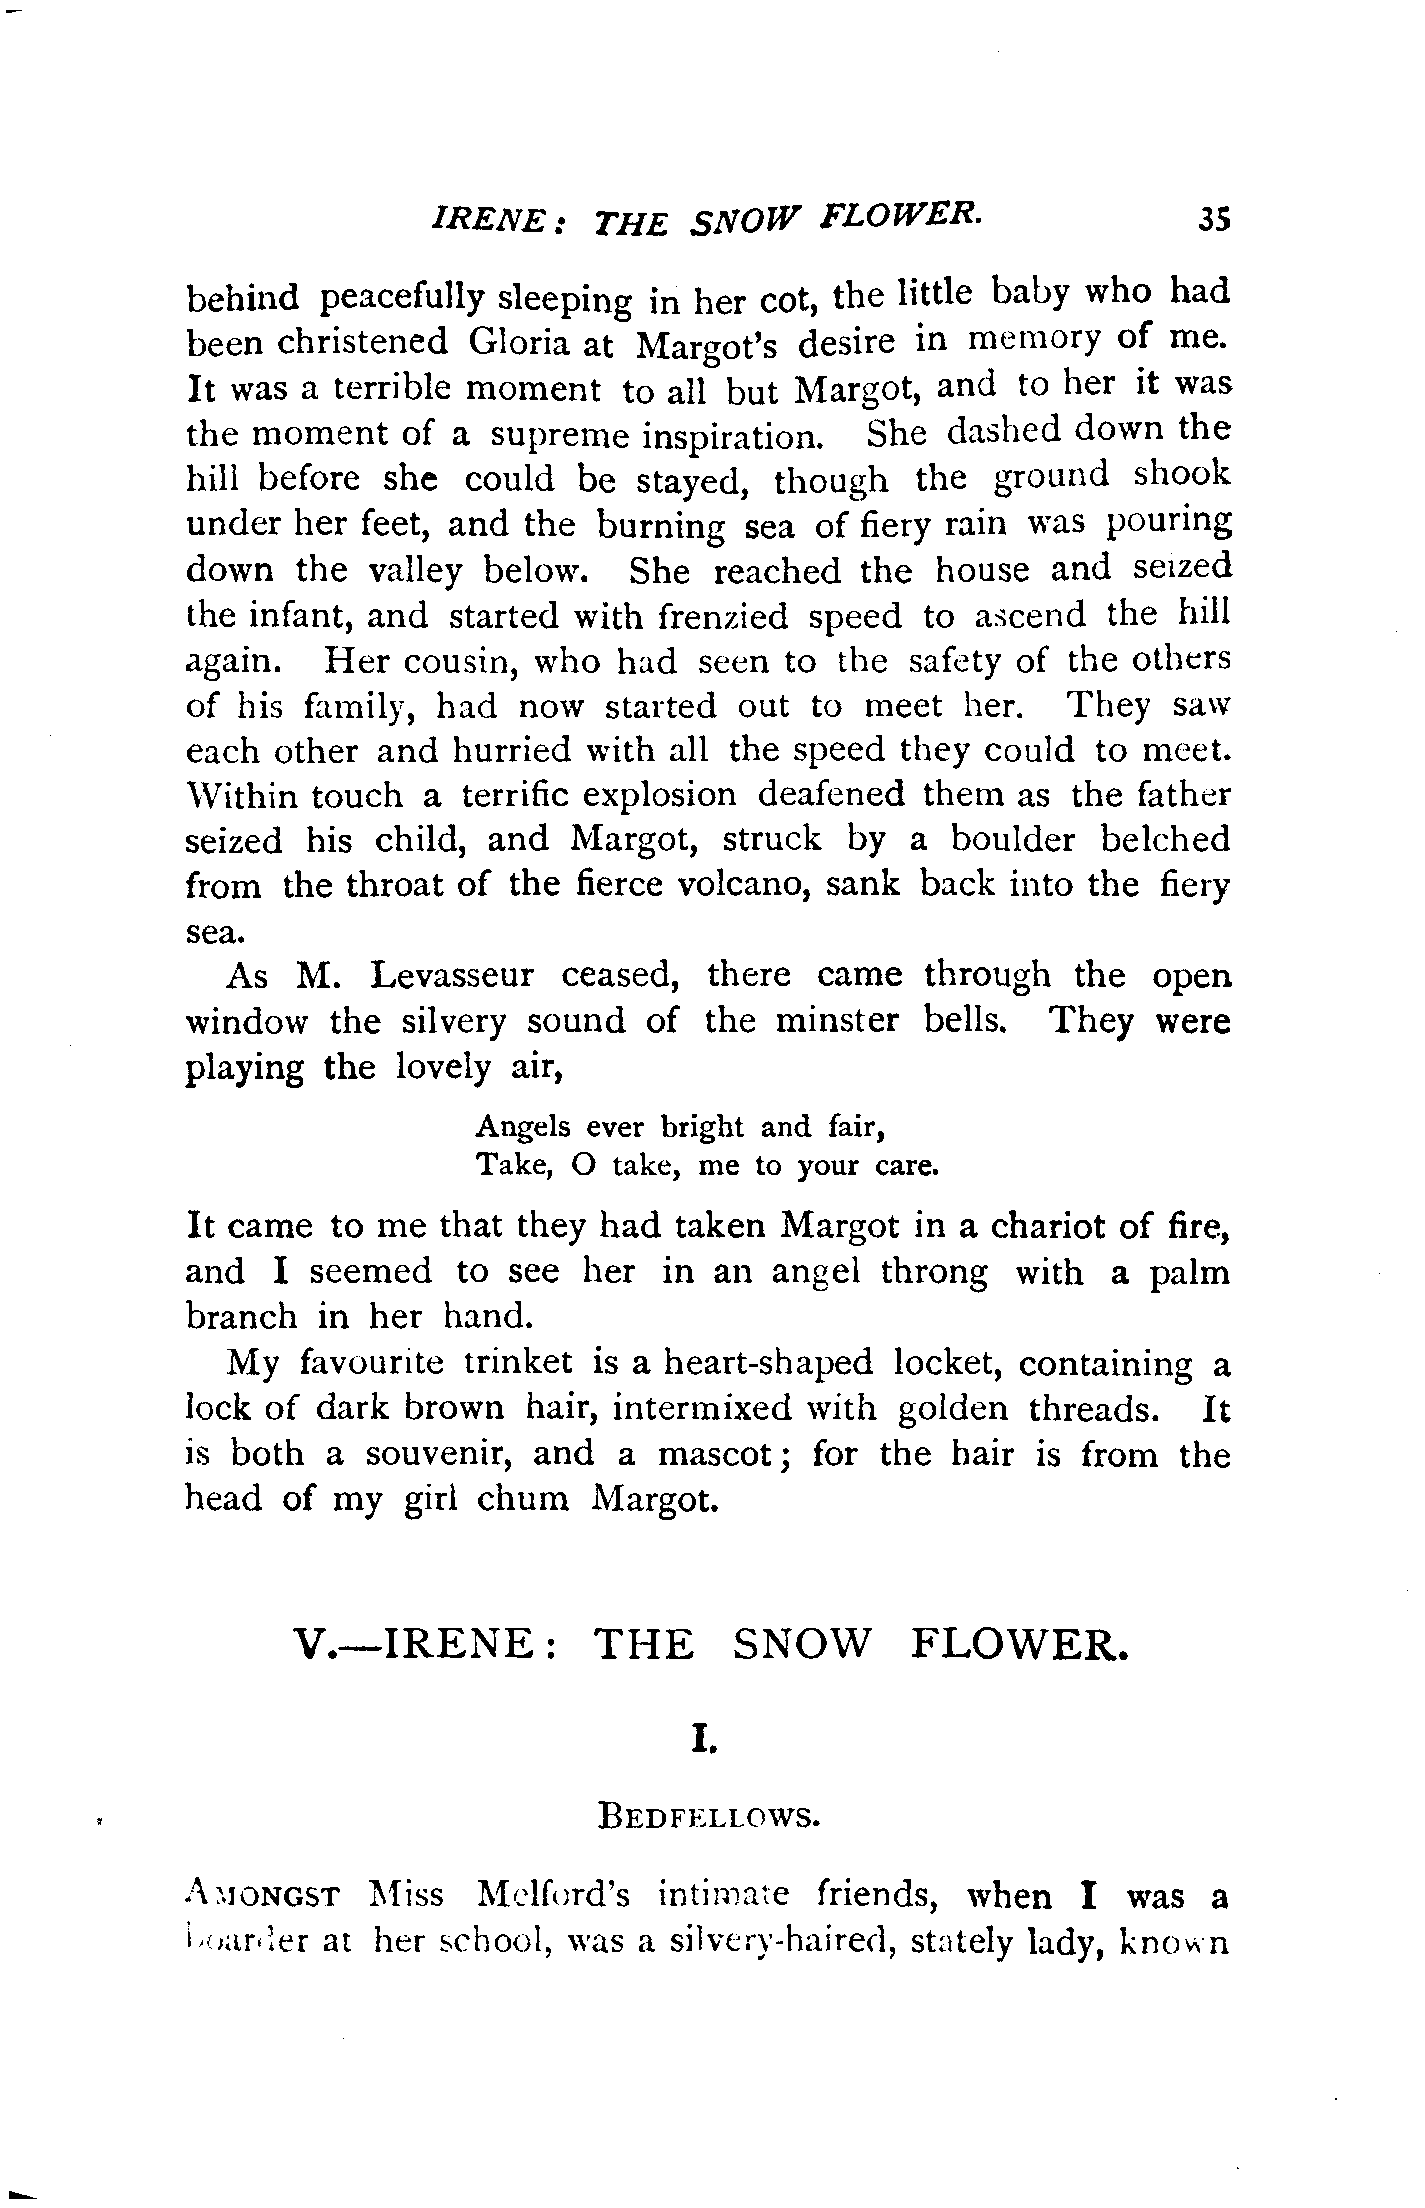 IRENE: THE SNOW FLOWER. 35
behind peacefully sleeping in her cot, the little baby who had
been christened Gloria at Margot's desire in memory of me.
It was a terrible moment to all but Margot, and to her it was
the moment of a supreme inspiration. She dashed down the
hill before she could be stayed, though the ground shook
under her feet, and the burning sea of fiery rain was pouring
down the valley below. She reached the house and seized
the infant, and started with frenzied speed to ascend the hill
again. Her cousin, who had seen to the safety of the others
of his family, had now started out to meet her. They saw
each other and hurried with all the speed they could to meet.
Within touch a terrific explosion deafened them as the father
seized his child, and Margot, struck by a boulder belched
from the throat of the fierce volcano, sank back into the fiery
sea.
As M. Levasseur ceased, there came through the open
window the silvery sound of the minster bells. They were
playing the lovely air,
Angels ever bright and fair,
Take, O take, me to your care.
It came to me that they had taken Margot in a chariot of fire,
and I seemed to see her in an angel throng with a palm
branch in her hand.
My favourite trinket is a heart-shaped locket, containing a
lock of dark brown hair, intermixed with golden threads. It
is both a souvenir, and a mascot; for the hair is from the
head of my girl chum Margot.
V.—IRENE: THE SNOW FLOWER.
I.
BEDFELLOWS.
AMONGST Miss Melford's intimate friends, when I was a
boarder at her school, was a silvery-haired, stately lady, known